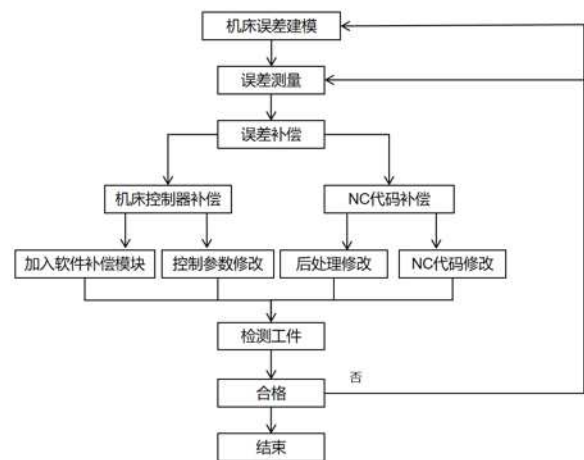 机床误差建模
误差测量
误差补偿
机床控制器补偿
NC代码补偿
加入软件补偿模块
控制参数修改
后处理修改
NC代码修改
检测工件
否
合格
结束